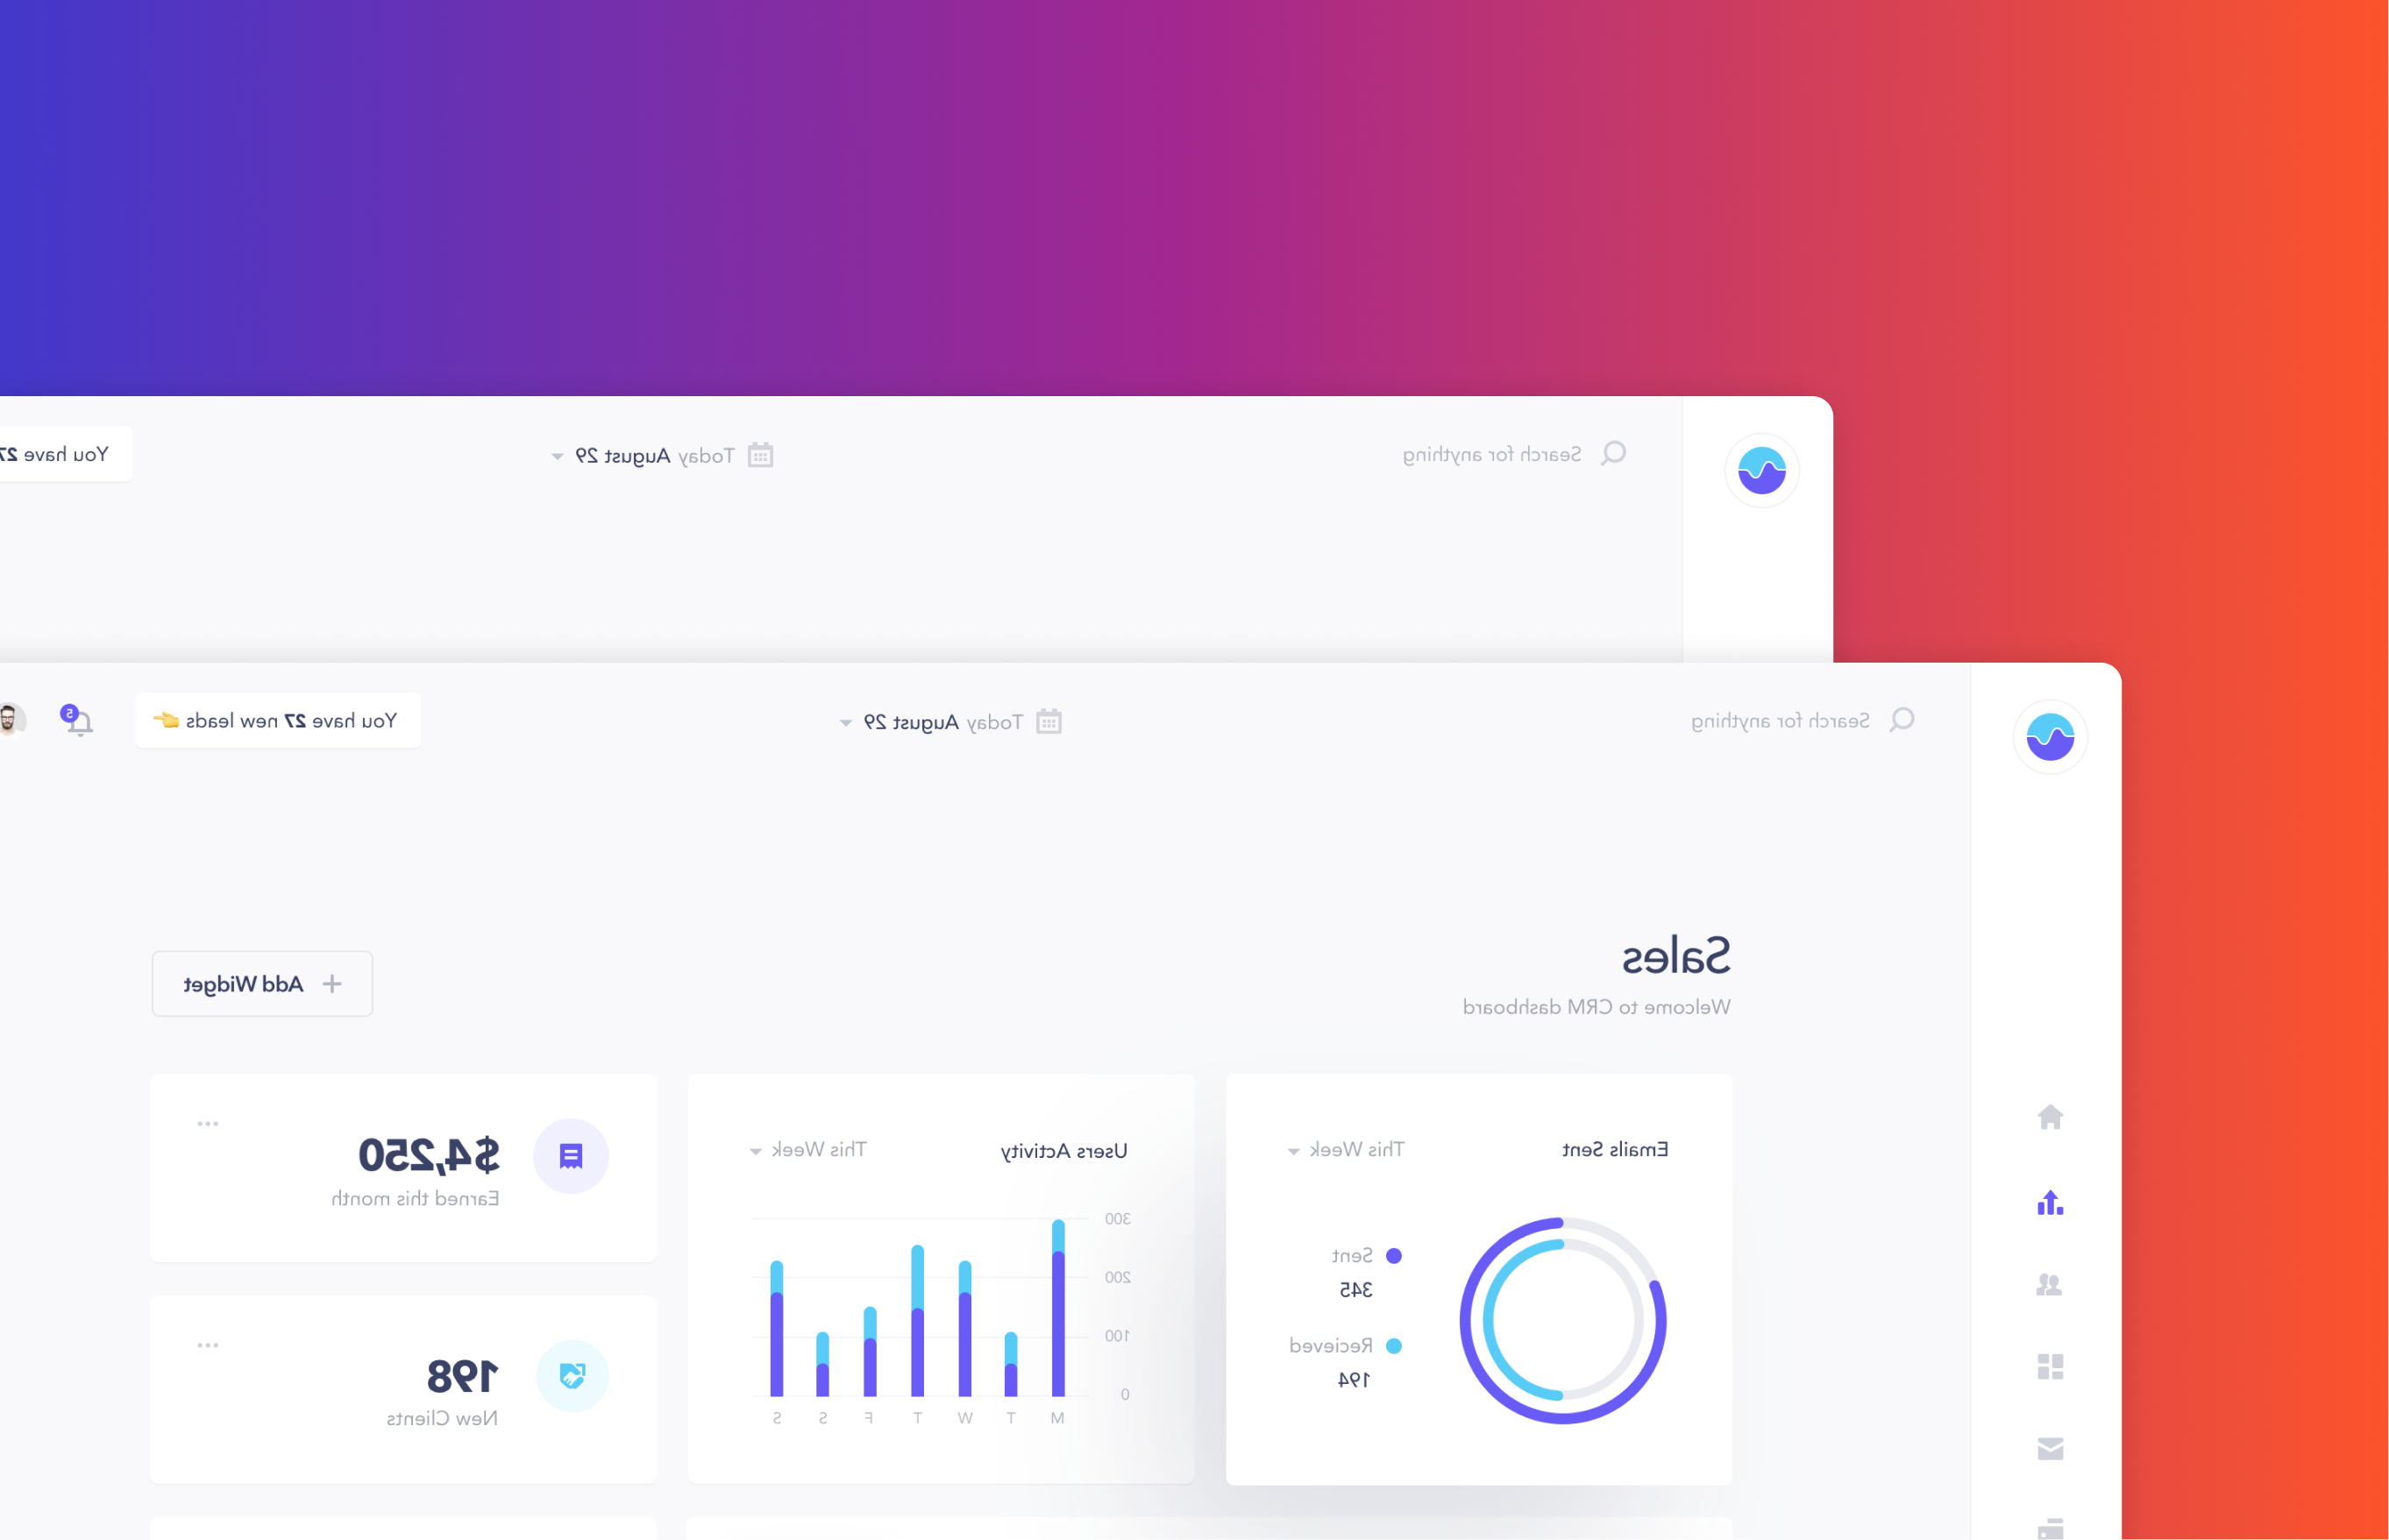 Search for anything
Today August 29
You have 27
Search for anything
Today August 29
You have 27 new leads
5
Sales
Welcome to CRM dashboard
Add Widget
Emails Sent
This Week
Sent
345
Recieved
194
Users Activity
This Week
300
200
100
0
M T W T F S S
$4,250
Earned this month
198
New Clients